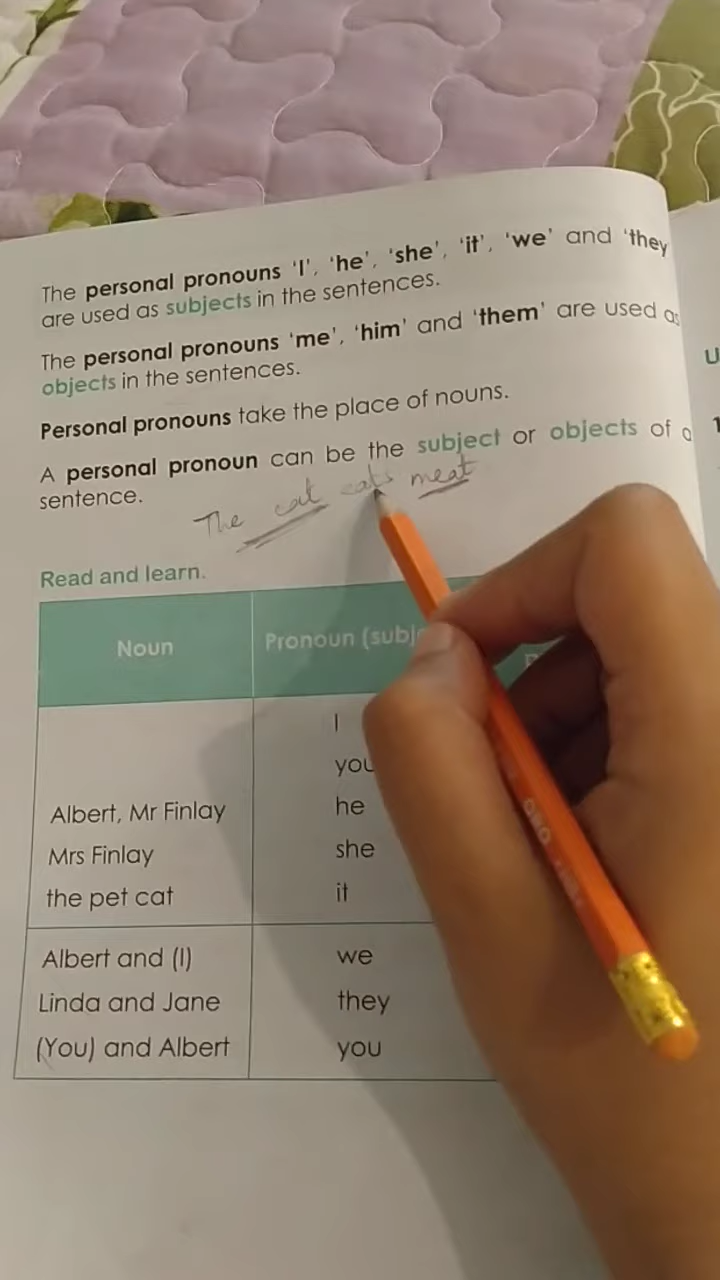 The personal pronouns 'I', 'he', 'she', 'it', 'we' and 'they
are used as subjects in the sentences.
The personal pronouns 'me', 'him' and 'them' are used as
objects in the sentences.
Personal pronouns take the place of nouns.
A personal pronoun can be the subject or objects of a
sentence.
The cat eats meat
Read and learn.
Noun Pronoun (subj
I
you
Albert, Mr Finlay he
Mrs Finlay she
the pet cat it
Albert and (I) we
Linda and Jane they
(You) and Albert you
U
1